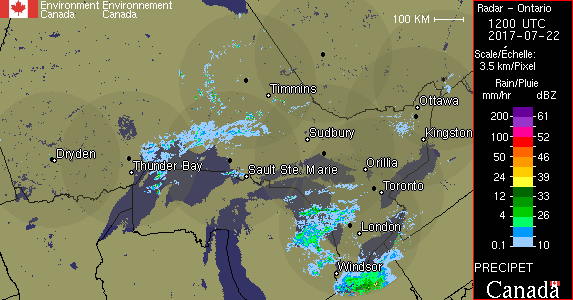 Environment Environnement
Canada Canada
100 KM
Timmins
Ottawa
Sudbury
Kingston
Dryden
Thunder Bay
Sault Ste. Marie
Orillia
Toronto
London
Windsor
Radar - Ontario
1200 UTC
2017-07-22
Scale/Échelle:
3.5 km/Pixel
Rain/Pluie
mm/hr dBZ
200 61
100 52
50 46
24 39
12 33
4 26
0.1 10
PRECIPET
Canada